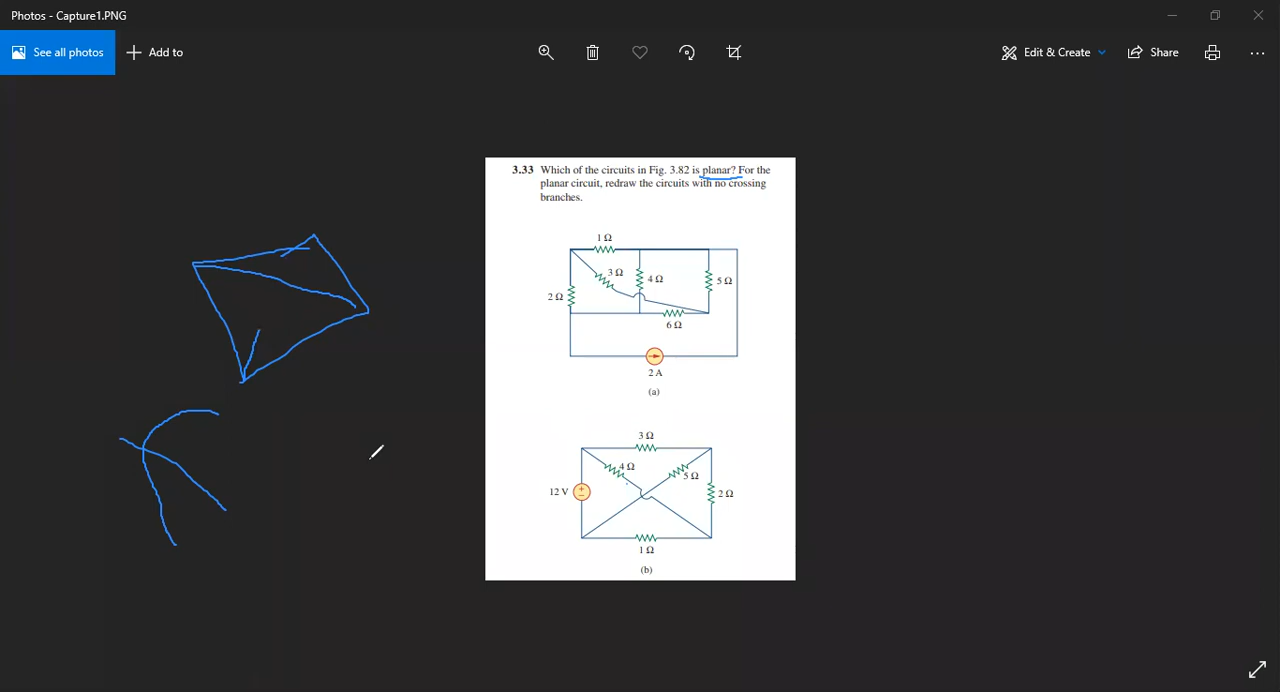 Photos - Capture1.PNG
See all photos
Add to
Edit & Create
Share
3.33 Which of the circuits in Fig. 3.82 is planar? For the
planar circuit, redraw the circuits with no crossing
branches.
1 Ω
3 Ω
4 Ω
5 Ω
2 Ω
6 Ω
2 A
(a)
3 Ω
4 Ω
5 Ω
12 V
+
−
2 Ω
1 Ω
(b)